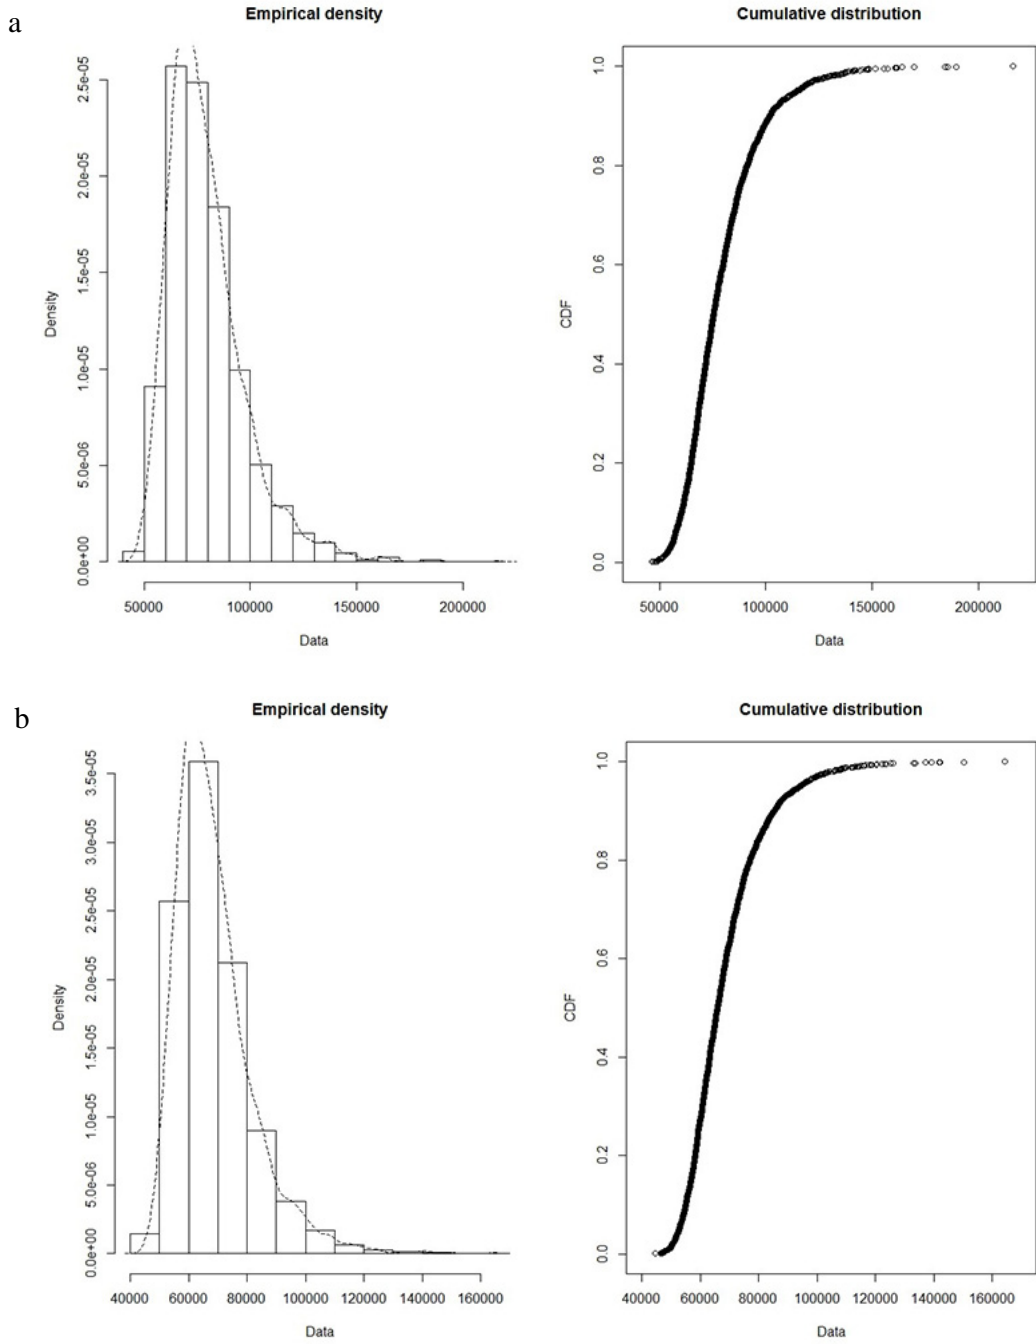 a
Empirical density
Density
0.0e+00 5.0e-06 1.0e-05 1.5e-05 2.0e-05 2.5e-05
50000 100000 150000 200000
Data
Cumulative distribution
CDF
0.0 0.2 0.4 0.6 0.8 1.0
50000 100000 150000 200000
Data
b
Empirical density
Density
0.0e+00 5.0e-06 1.0e-05 1.5e-05 2.0e-05 2.5e-05 3.0e-05 3.5e-05
40000 60000 80000 100000 120000 140000 160000
Data
Cumulative distribution
CDF
0.0 0.2 0.4 0.6 0.8 1.0
40000 60000 80000 100000 120000 140000 160000
Data